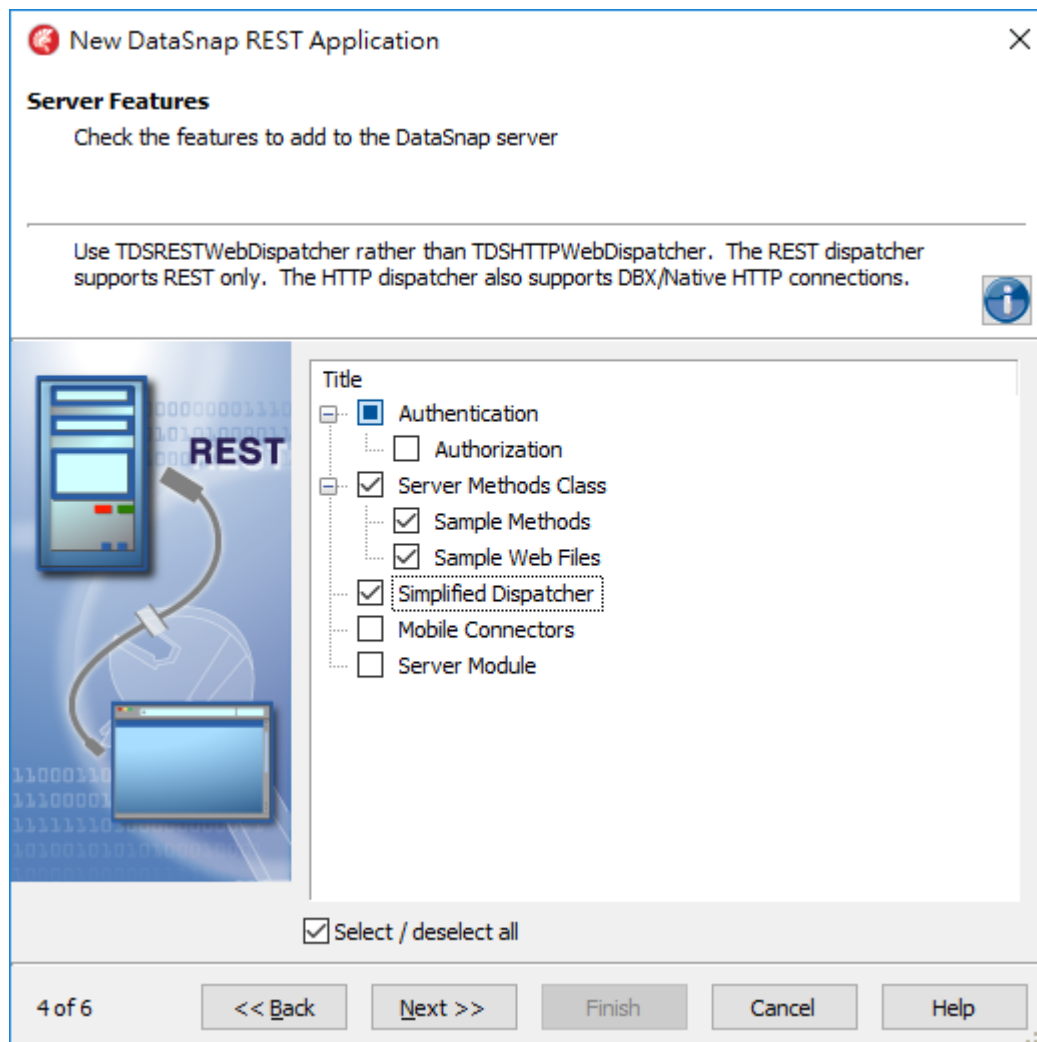 New DataSnap REST Application
Server Features
Check the features to add to the DataSnap server
Use TDSRESTWebDispatcher rather than TDSHTTPWebDispatcher.  The REST dispatcher
supports REST only.  The HTTP dispatcher also supports DBX/Native HTTP connections.
REST
Title
Authentication
Authorization
Server Methods Class
Sample Methods
Sample Web Files
Simplified Dispatcher
Mobile Connectors
Server Module
Select / deselect all
4 of 6
<< Back
Next >>
Finish
Cancel
Help